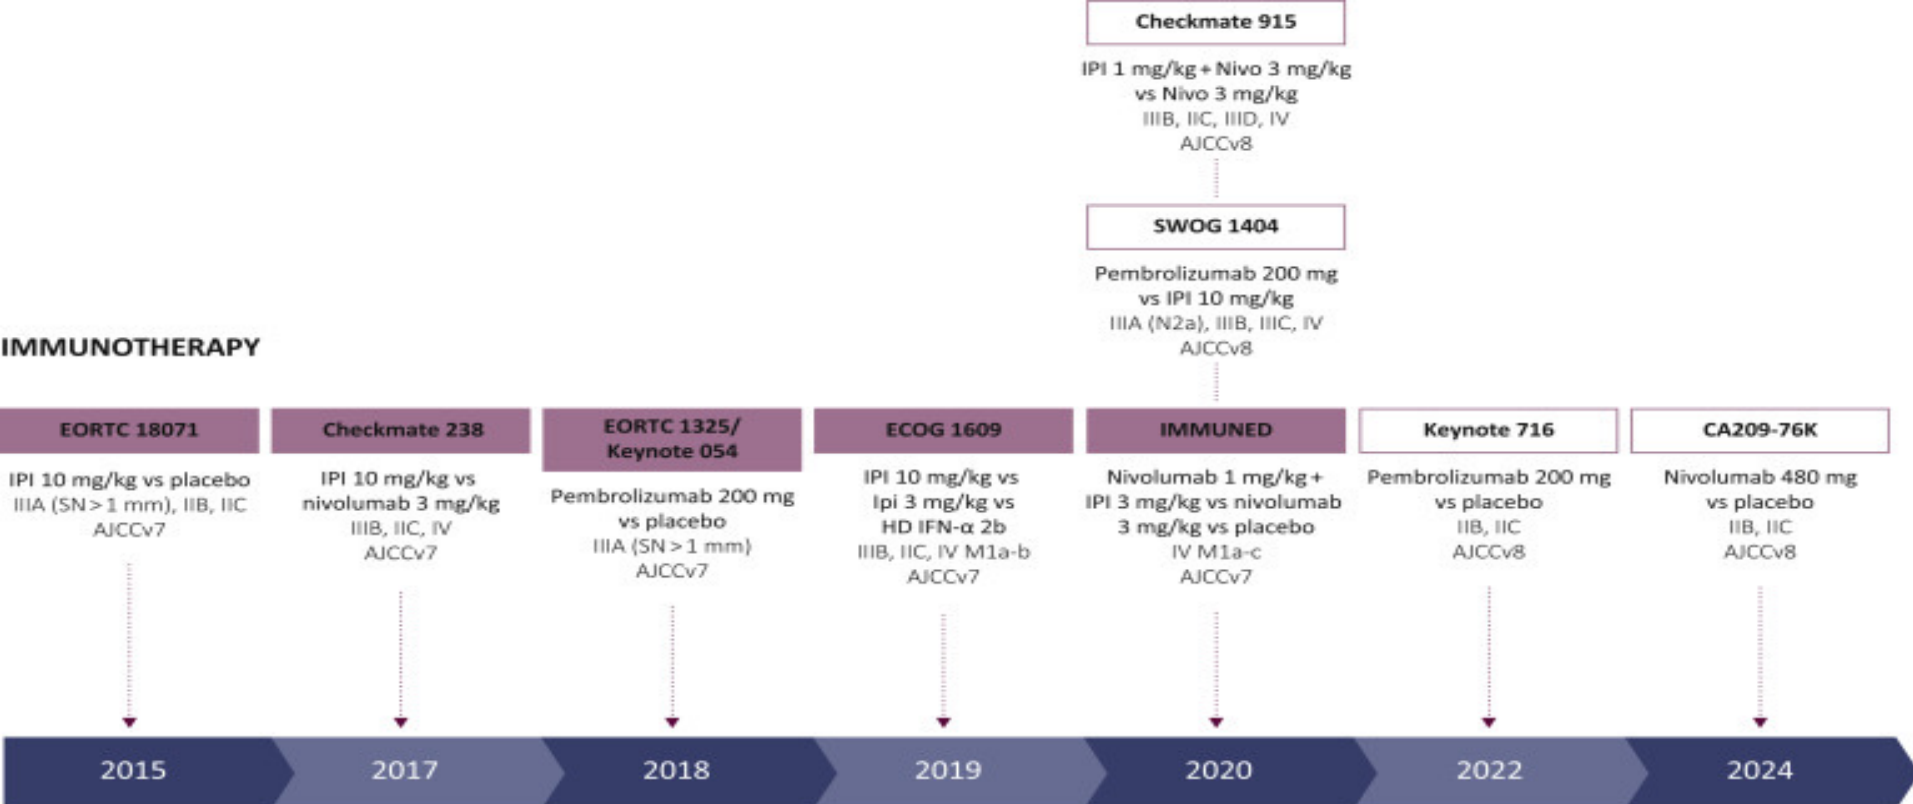 Checkmate 915
IPI 1 mg/kg + Nivo 3 mg/kg
vs Nivo 3 mg/kg
IIIB, IIC, IIID, IV
AJCCv8
SWOG 1404
Pembrolizumab 200 mg
vs IPI 10 mg/kg
IIIA (N2a), IIIB, IIIC, IV
AJCCv8
IMMUNOTHERAPY
EORTC 18071
IPI 10 mg/kg vs placebo
IIIA (SN > 1 mm), IIB, IIC
AJCCv7
Checkmate 238
IPI 10 mg/kg vs
nivolumab 3 mg/kg
IIIB, IIC, IV
AJCCv7
EORTC 1325/
Keynote 054
Pembrolizumab 200 mg
vs placebo
IIIA (SN > 1 mm)
AJCCv7
ECOG 1609
IPI 10 mg/kg vs
Ipi 3 mg/kg vs
HD IFN-α 2b
IIIB, IIC, IV M1a-b
AJCCv7
IMMUNED
Nivolumab 1 mg/kg +
IPI 3 mg/kg vs nivolumab
3 mg/kg vs placebo
IV M1a-c
AJCCv7
Keynote 716
Pembrolizumab 200 mg
vs placebo
IIB, IIC
AJCCv8
CA209-76K
Nivolumab 480 mg
vs placebo
IIB, IIC
AJCCv8
2015
2017
2018
2019
2020
2022
2024